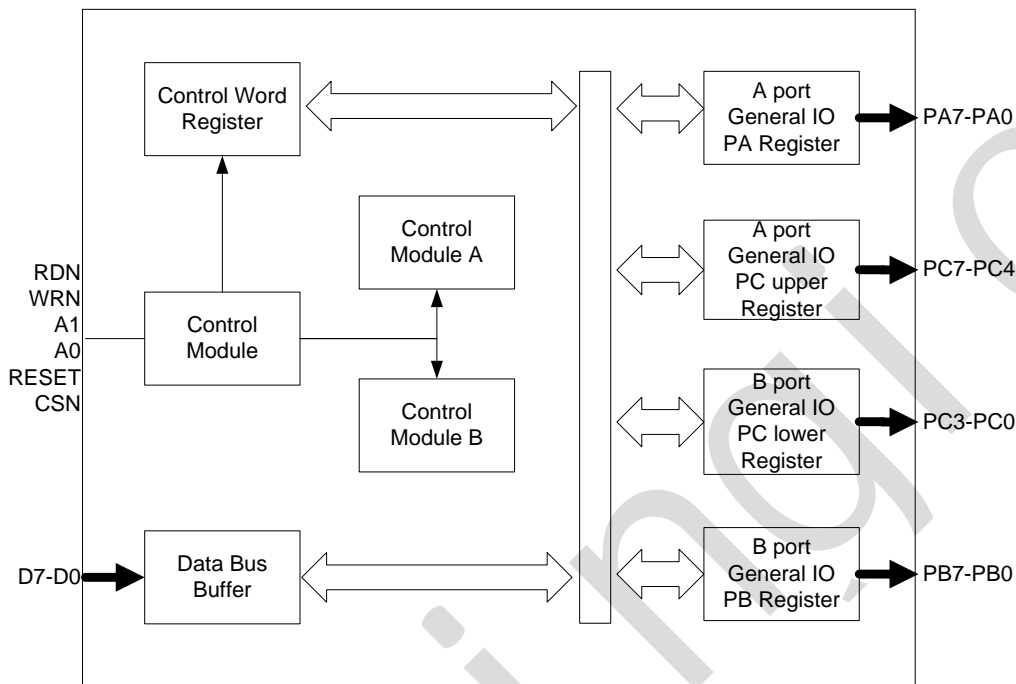 Control Word
Register
A port
General IO
PA Register
PA7-PA0
Control
Module A
A port
General IO
PC upper
Register
PC7-PC4
RDN
WRN
A1
A0
RESET
CSN
Control
Module
Control
Module B
B port
General IO
PC lower
Register
PC3-PC0
D7-D0
Data Bus
Buffer
B port
General IO
PB Register
PB7-PB0